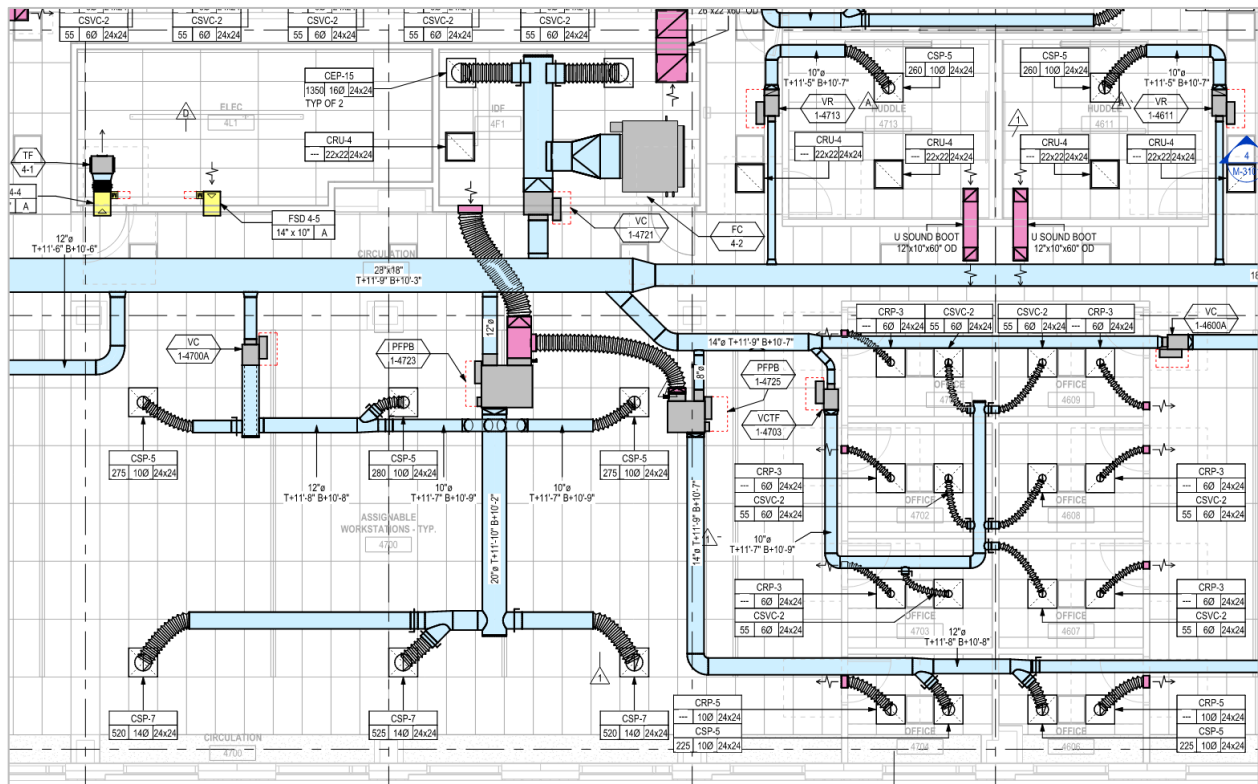 CSVC-2
55 6Ø 24x24
CSVC-2
55 6Ø 24x24
CSVC-2
55 6Ø 24x24
CSVC-2
55 6Ø 24x24
CSVC-2
55 6Ø 24x24
26"x22"x60" OD
CEP-15
1350 16Ø 24x24
TYP OF 2
ELEC
4L1
D
IDF
4F1
CRU-4
--- 22x22 24x24
TF
4-1
4-4
A
FSD 4-5
14" x 10" A
VC
1-4721
FC
4-2
10"ø
T+11'-5" B+10'-7"
CSP-5
260 10Ø 24x24
VR
1-4713
A
HUDDLE
4713
CRU-4
--- 22x22 24x24
CRU-4
--- 22x22 24x24
CSP-5
260 10Ø 24x24
10"ø
T+11'-5" B+10'-7"
VR
1-4611
A
HUDDLE
4611
1
CRU-4
--- 22x22 24x24
CRU-4
--- 22x22 24x24
4
M-310
U SOUND BOOT
12"x10"x60" OD
U SOUND BOOT
12"x10"x60" OD
12"ø
T+11'-6" B+10'-6"
CIRCULATION
28"x18"
T+11'-9" B+10'-3"
18
VC
1-4700A
PFPB
1-4723
12"ø
14"ø T+11'-9" B+10'-7"
8"ø
PFPB
1-4725
VCTF
1-4703
CRP-3
--- 6Ø 24x24
CSVC-2
55 6Ø 24x24
CSVC-2
55 6Ø 24x24
CRP-3
--- 6Ø 24x24
VC
1-4600A
OFFICE
OFFICE
4609
CSP-5
275 10Ø 24x24
12"ø
T+11'-8" B+10'-8"
CSP-5
280 10Ø 24x24
10"ø
T+11'-7" B+10'-9"
10"ø
T+11'-7" B+10'-9"
CSP-5
275 10Ø 24x24
ASSIGNABLE
WORKSTATIONS - TYP.
4700
20"ø T+11'-10" B+10'-2"
14"ø T+11'-9" B+10'-7"
1
CRP-3
--- 6Ø 24x24
CSVC-2
55 6Ø 24x24
10"ø
T+11'-7" B+10'-9"
OFFICE
4702
OFFICE
4608
CRP-3
--- 6Ø 24x24
CSVC-2
55 6Ø 24x24
CRP-3
--- 6Ø 24x24
CSVC-2
55 6Ø 24x24
OFFICE
4703
12"ø
T+11'-8" B+10'-8"
OFFICE
4607
CRP-3
--- 6Ø 24x24
CSVC-2
55 6Ø 24x24
1
CSP-7
520 14Ø 24x24
CSP-7
525 14Ø 24x24
CSP-7
520 14Ø 24x24
CIRCULATION
4700
CRP-5
--- 10Ø 24x24
CSP-5
225 10Ø 24x24
OFFICE
4704
OFFICE
4606
CRP-5
--- 10Ø 24x24
CSP-5
225 10Ø 24x24